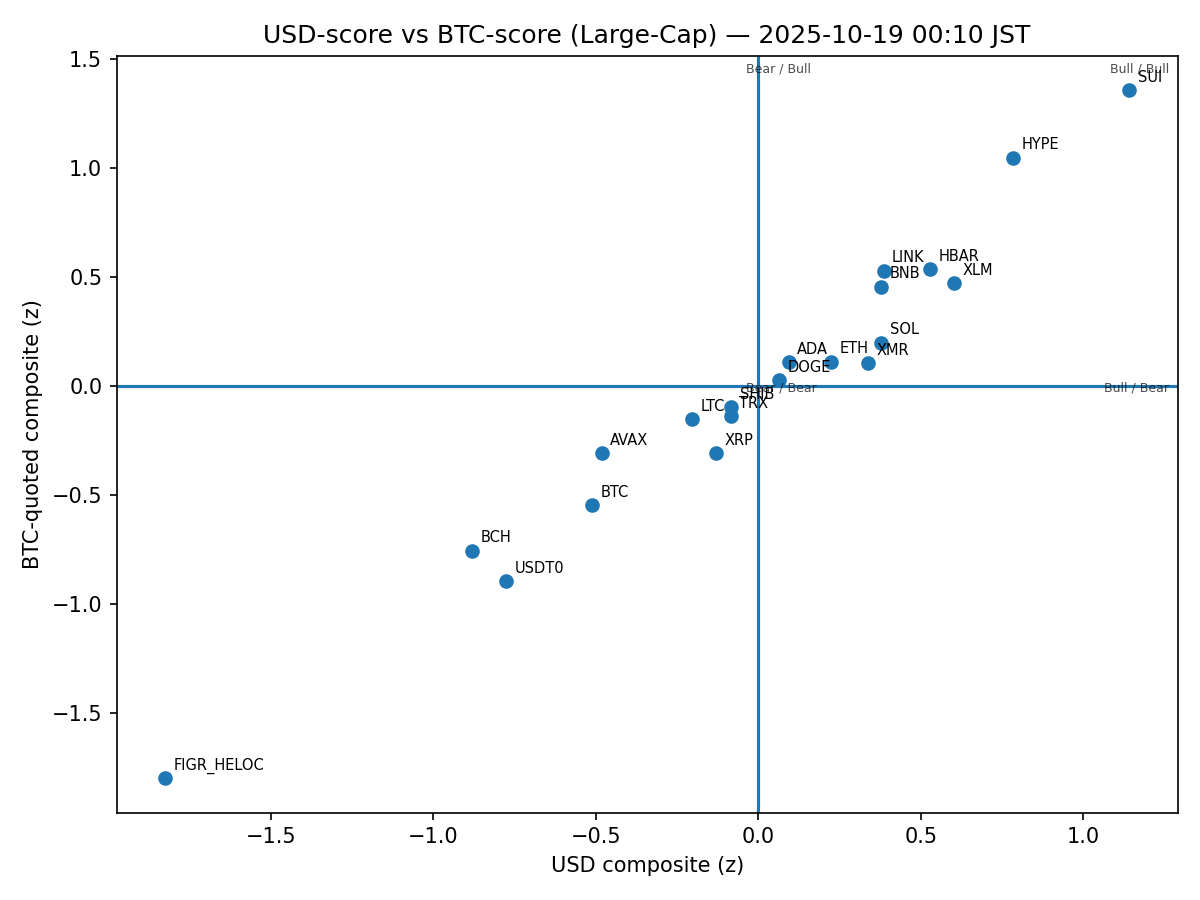 USD-score vs BTC-score (Large-Cap) — 2025-10-19 00:10 JST
Bear / Bull
Bull / Bull
SUI
HYPE
LINK
HBAR
BNB
XLM
SOL
ADA
ETH
XMR
DOGE
Bear / Bear
Bull / Bear
SHIB
TRX
LTC
AVAX
XRP
BTC
BCH
USDT0
FIGR_HELOC
1.5
1.0
0.5
0.0
−0.5
−1.0
−1.5
BTC-quoted composite (z)
−1.5
−1.0
−0.5
0.0
0.5
1.0
USD composite (z)